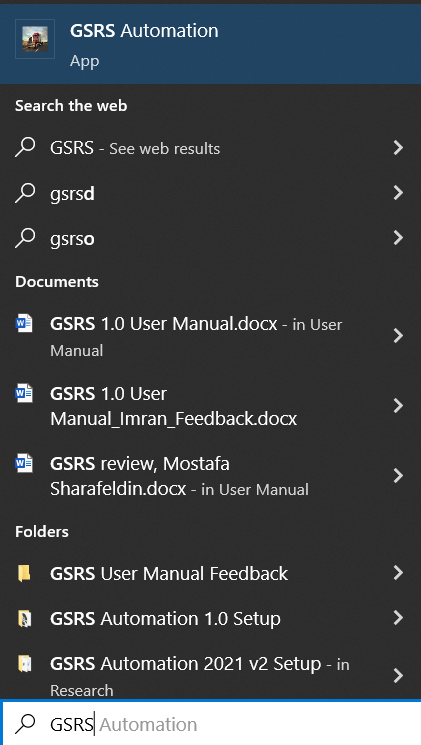 GSRS Automation
App
Search the web
GSRS - See web results
gsrsd
gsrso
Documents
GSRS 1.0 User Manual.docx - in User
Manual
GSRS 1.0 User
Manual_Imran_Feedback.docx
GSRS review, Mostafa
Sharafeldin.docx - in User Manual
Folders
GSRS User Manual Feedback
GSRS Automation 1.0 Setup
GSRS Automation 2021 v2 Setup - in
Research
GSRS Automation